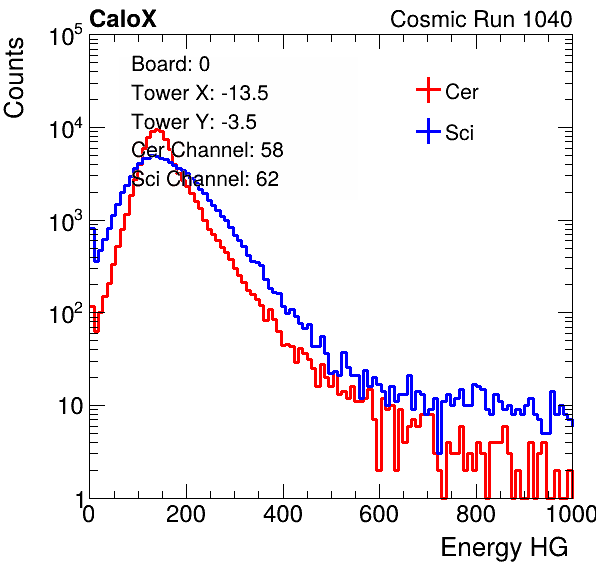 CaloX Cosmic Run 1040
Counts
Board: 0
Tower X: -13.5
Tower Y: -3.5
Cer Channel: 58
Sci Channel: 62
Cer
Sci
10^5
10^4
10^3
10^2
10
1
0 200 400 600 800 1000
Energy HG